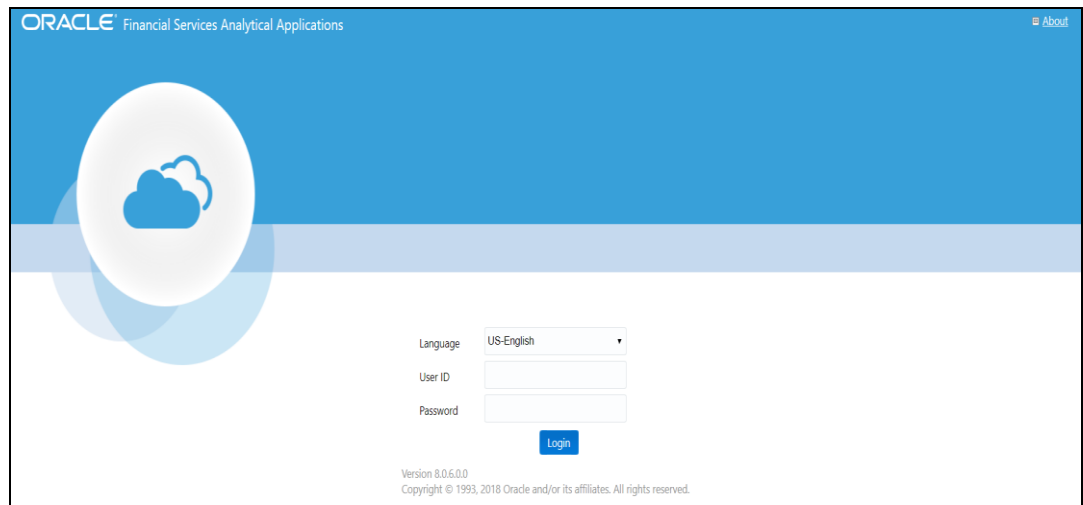 ORACLE® Financial Services Analytical Applications
About
Language US-English
User ID
Password
Login
Version 8.0.6.0.0
Copyright © 1993, 2018 Oracle and/or its affiliates. All rights reserved.